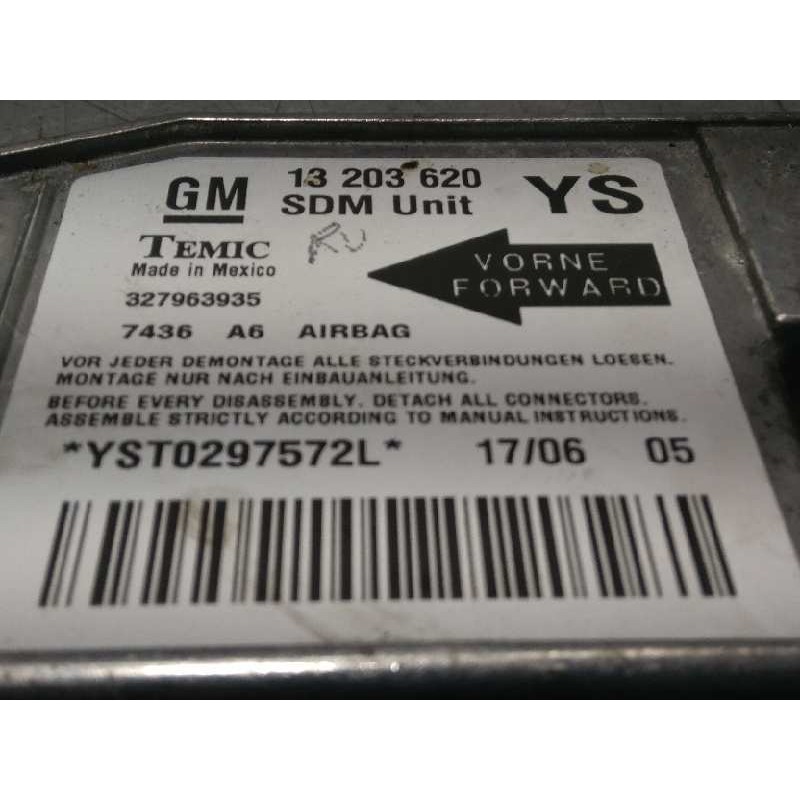 GM 13 203 620 YS
SDM Unit
TEMIC
Made in Mexico
VORNE
FORWARD
327963935
7436 A6 AIRBAG
VOR JEDER DEMONTAGE ALLE STECKVERBINDUNGEN LOESEN.
MONTAGE NUR NACH EINBAUANLEITUNG.
BEFORE EVERY DISASSEMBLY. DETACH ALL CONNECTORS.
ASSEMBLE STRICTLY ACCORDING TO MANUAL INSTRUCTIONS.
*YST0297572L* 17/06 05